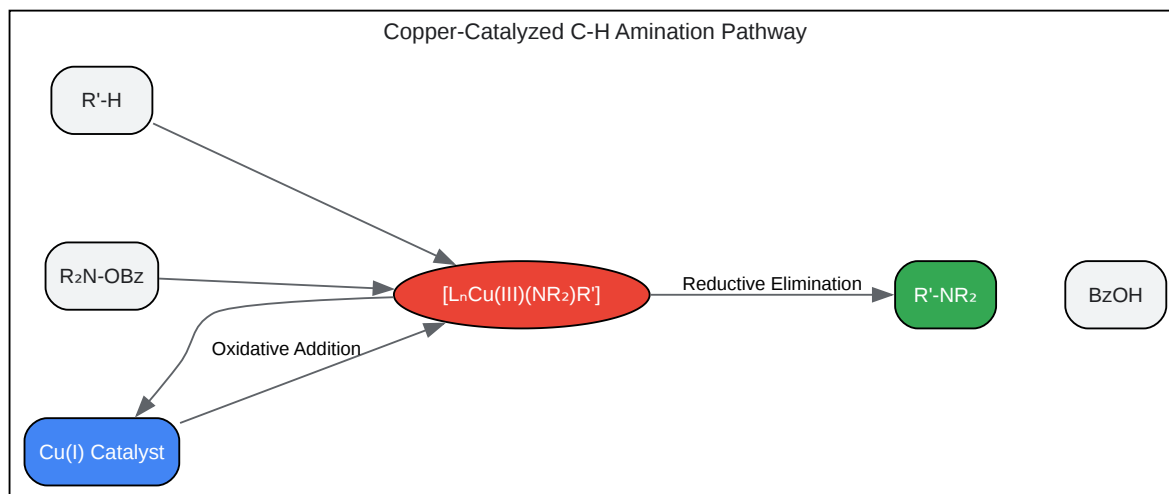 Copper-Catalyzed C-H Amination Pathway
R'-H
R₂N-OBz
[LₙCu(III)(NR₂)R']
Reductive Elimination
R'-NR₂
BzOH
Oxidative Addition
Cu(I) Catalyst